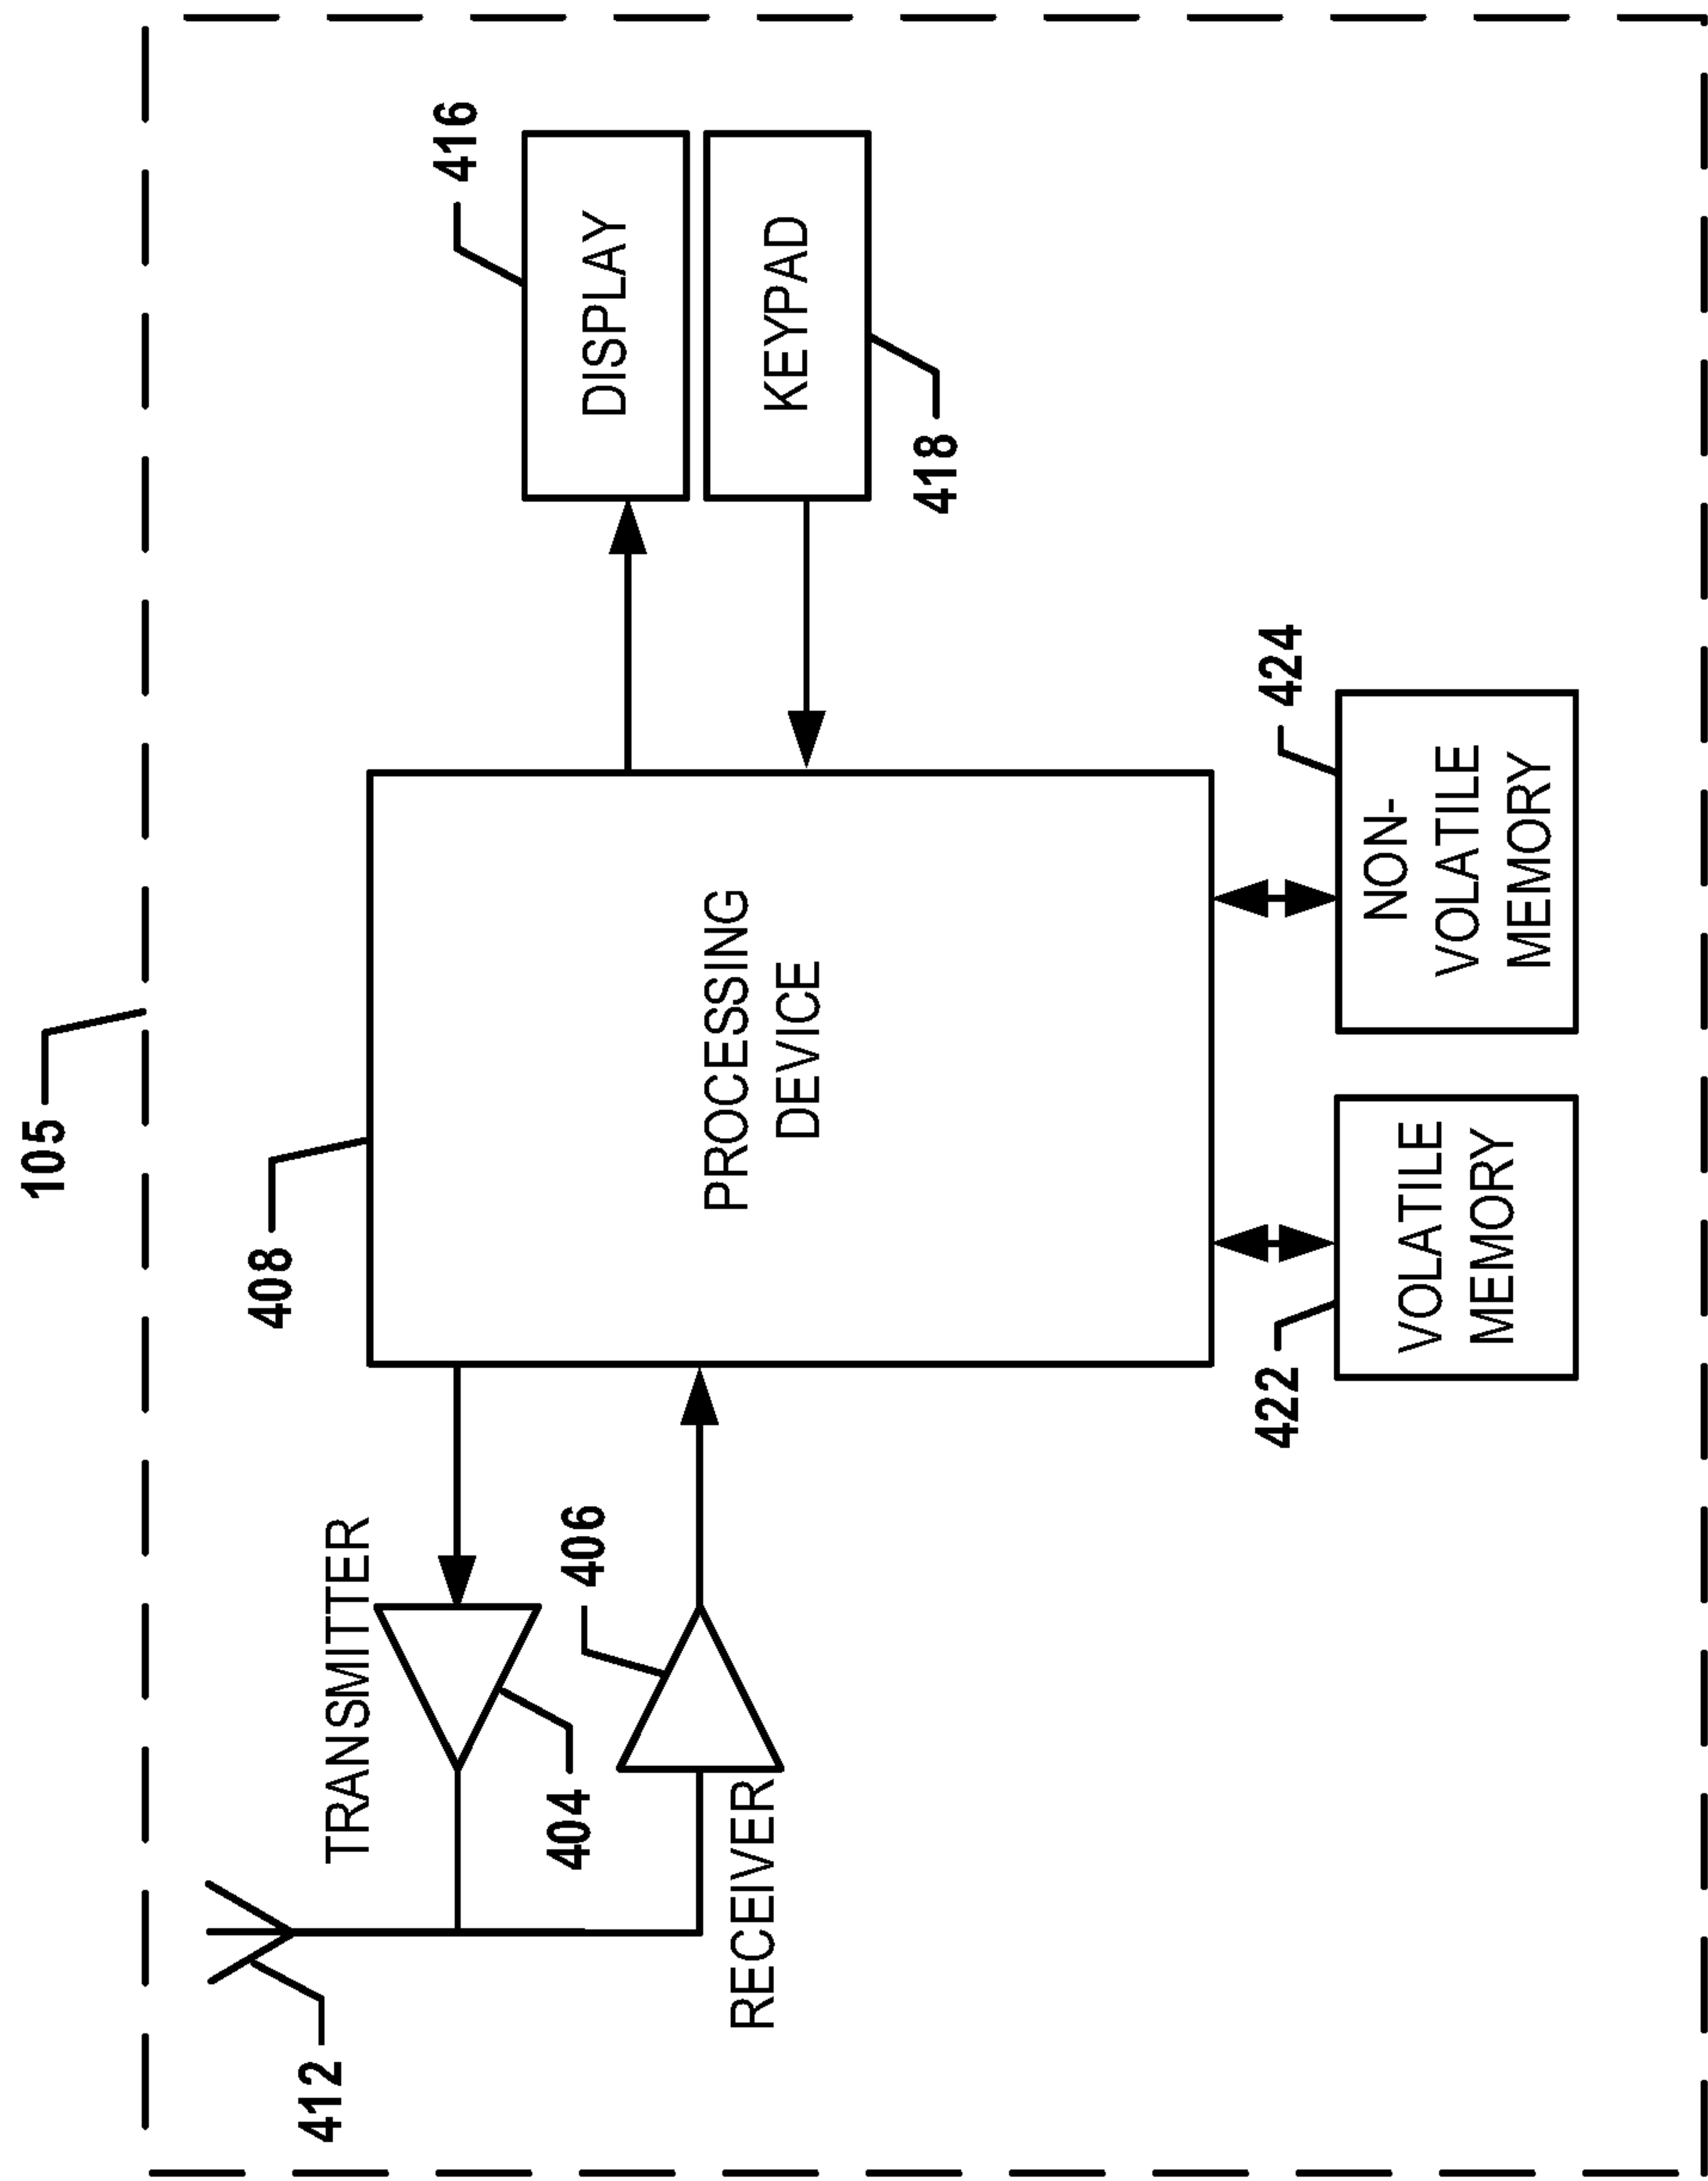 105
408
TRANSMITTER
412
404
406
RECEIVER
PROCESSING
DEVICE
416
DISPLAY
KEYPAD
418
422
VOLATILE
MEMORY
424
NON-
VOLATILE
MEMORY